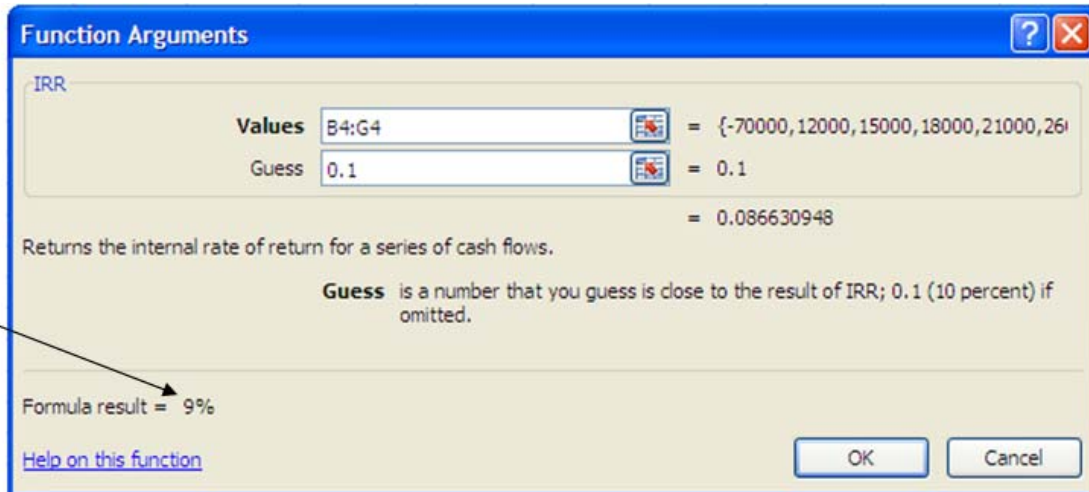 Function Arguments
IRR
Values B4:G4 = {-70000,12000,15000,18000,21000,260
Guess 0.1 = 0.1
= 0.086630948
Returns the internal rate of return for a series of cash flows.
Guess is a number that you guess is close to the result of IRR; 0.1 (10 percent) if
omitted.
Formula result = 9%
Help on this function OK Cancel